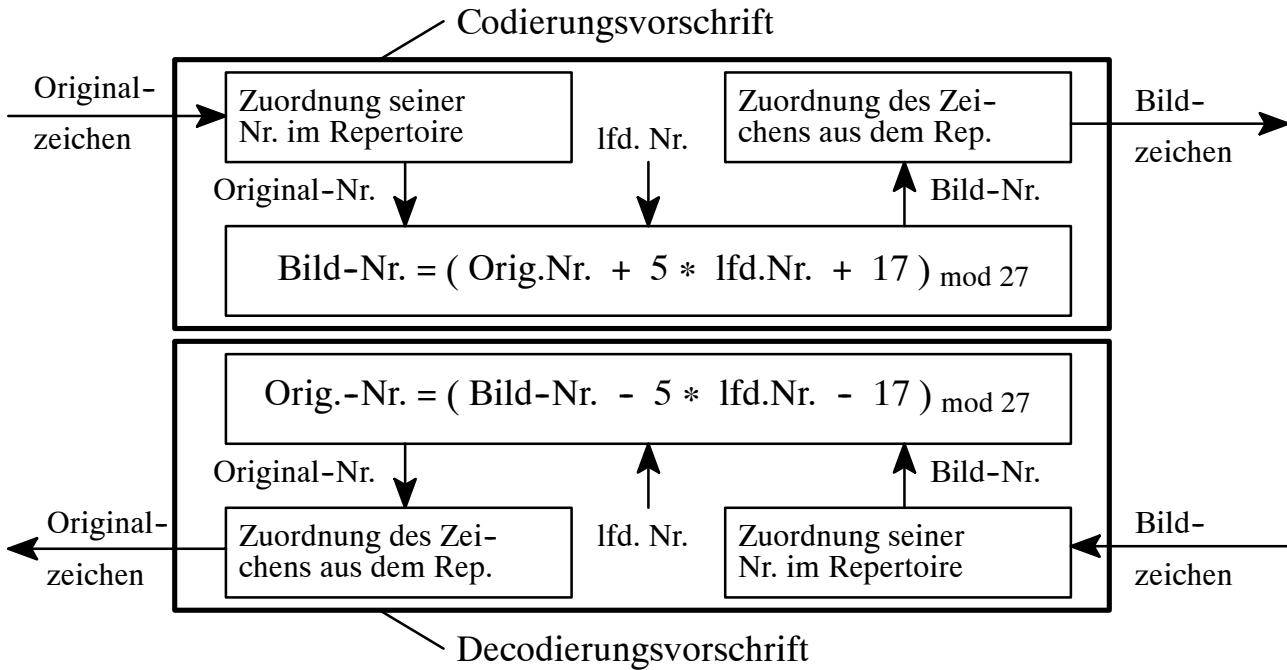 Codierungsvorschrift
Original-
zeichen
Zuordnung seiner
Nr. im Repertoire
lfd. Nr.
Zuordnung des Zei-
chens aus dem Rep.
Bild-
zeichen
Original-Nr.
Bild-Nr.
Bild-Nr. = ( Orig.Nr. + 5 * lfd.Nr. + 17 ) mod 27
Orig.-Nr. = ( Bild-Nr. - 5 * lfd.Nr. - 17 ) mod 27
Original-Nr.
Bild-Nr.
Original-
zeichen
Zuordnung des Zei-
chens aus dem Rep.
lfd. Nr.
Zuordnung seiner
Nr. im Repertoire
Bild-
zeichen
Decodierungsvorschrift